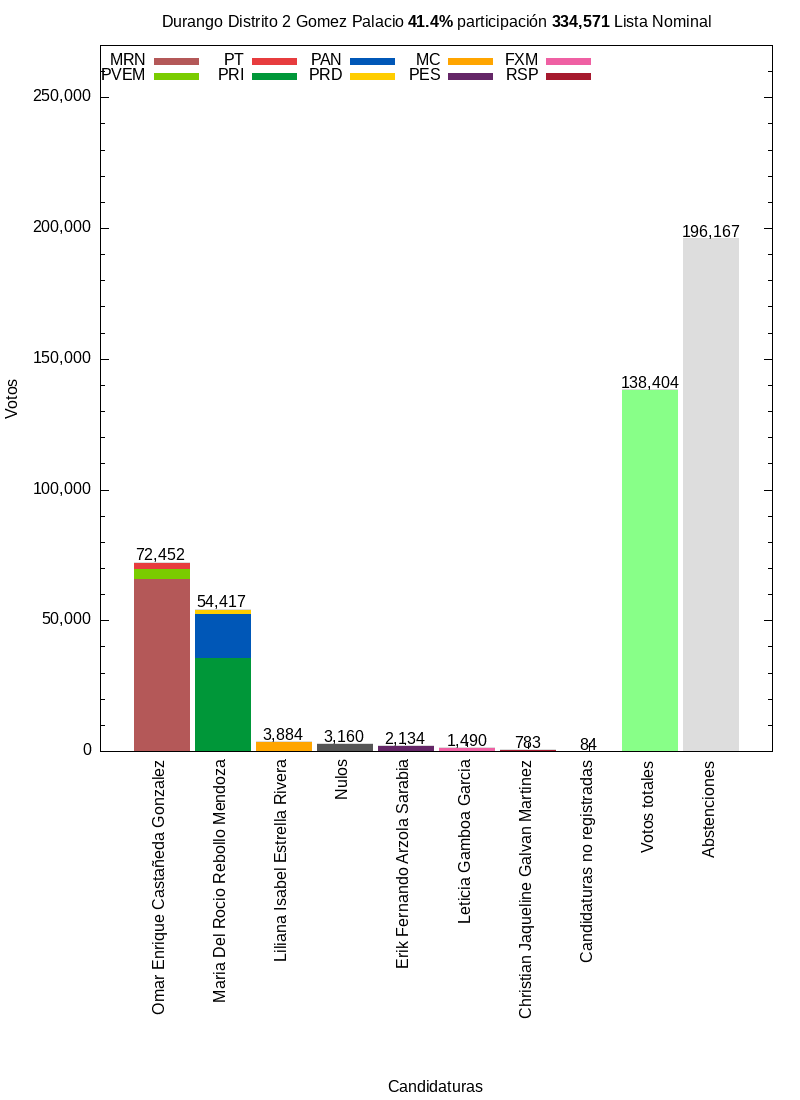 Durango Distrito 2 Gomez Palacio 41.4% participación 334,571 Lista Nominal
MRN PT PAN MC FXM
PVEM PRI PRD PES RSP
250,000
200,000
150,000
100,000
50,000
0
Votos
72,452
54,417
3,884
3,160
2,134
1,490
783
84
138,404
196,167
Omar Enrique Castañeda Gonzalez
Maria Del Rocio Rebollo Mendoza
Liliana Isabel Estrella Rivera
Nulos
Erik Fernando Arzola Sarabia
Leticia Gamboa Garcia
Christian Jaqueline Galvan Martinez
Candidaturas no registradas
Votos totales
Abstenciones
Candidaturas